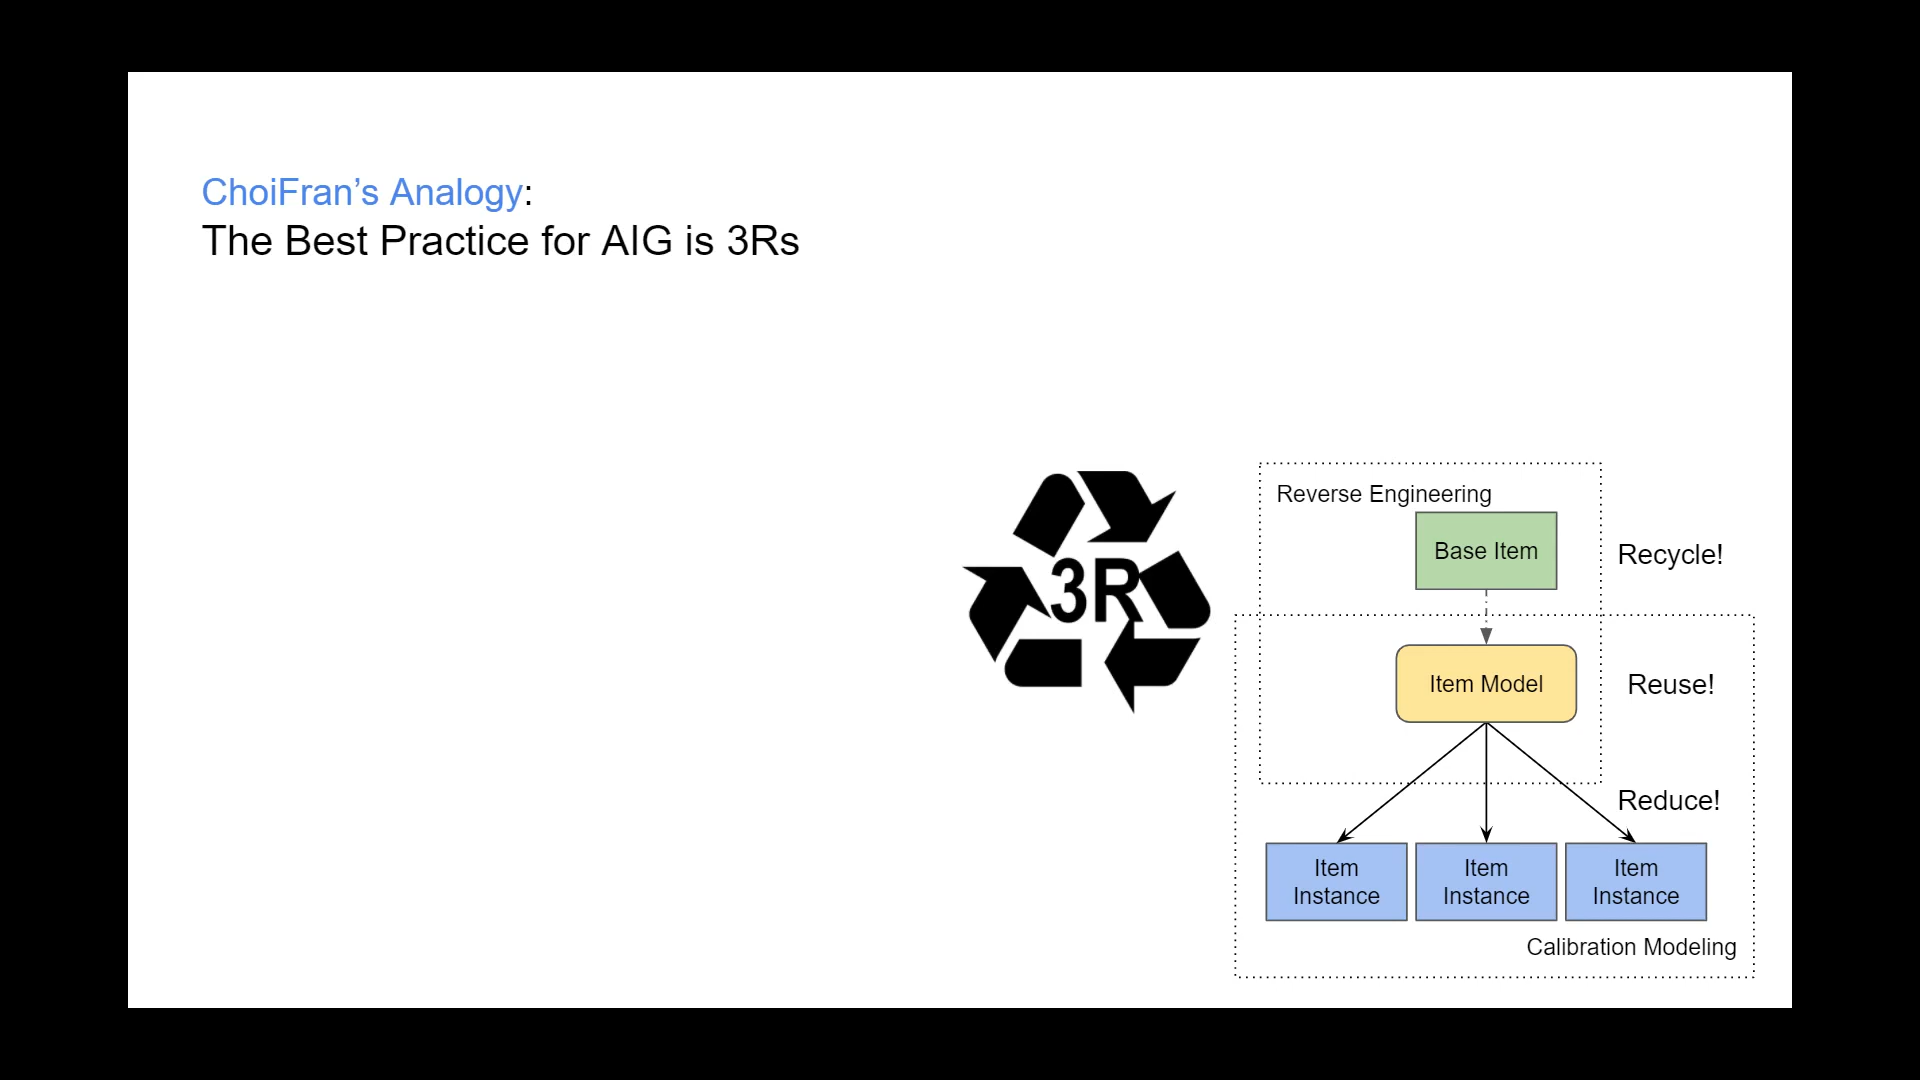 ChoiFran’s Analogy:
The Best Practice for AIG is 3Rs
3R
Reverse Engineering
Base Item
Recycle!
Item Model
Reuse!
Reduce!
Item
Instance
Item
Instance
Item
Instance
Calibration Modeling